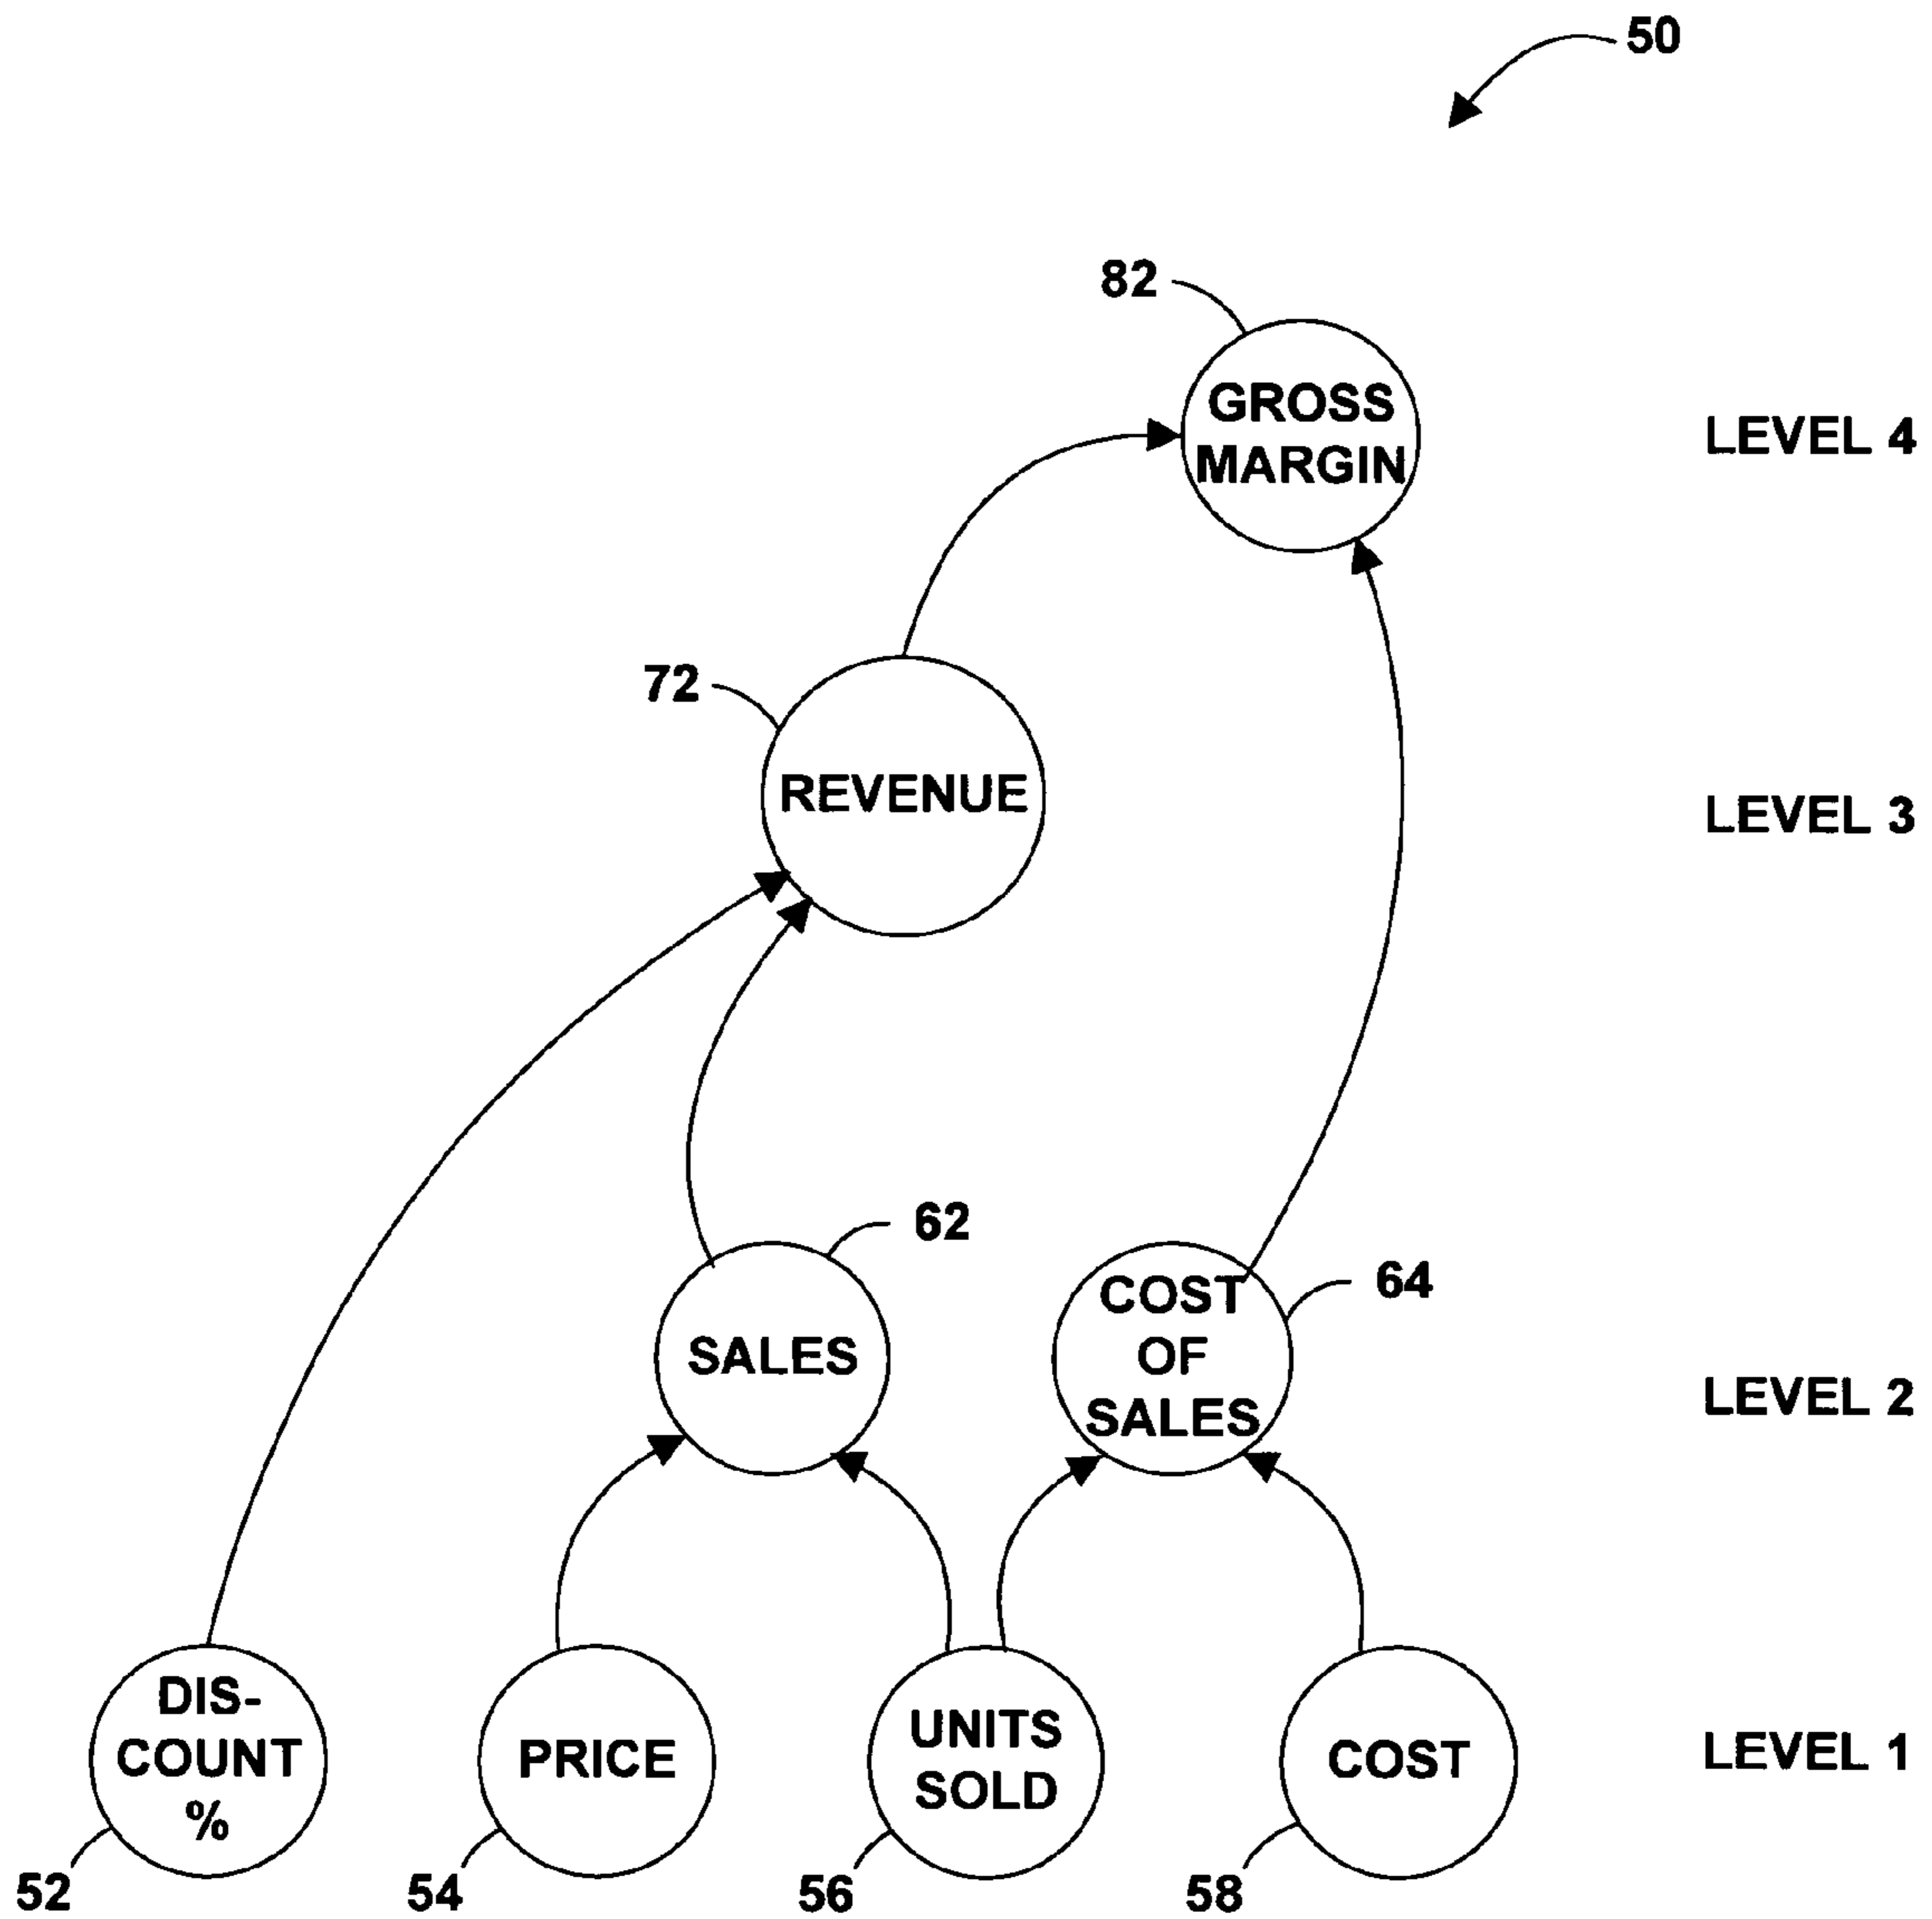 50
82
GROSS
MARGIN
LEVEL 4
72
REVENUE
LEVEL 3
62
64
SALES
COST
OF
SALES
LEVEL 2
DIS-
COUNT
%
PRICE
UNITS
SOLD
COST
LEVEL 1
52
54
56
58